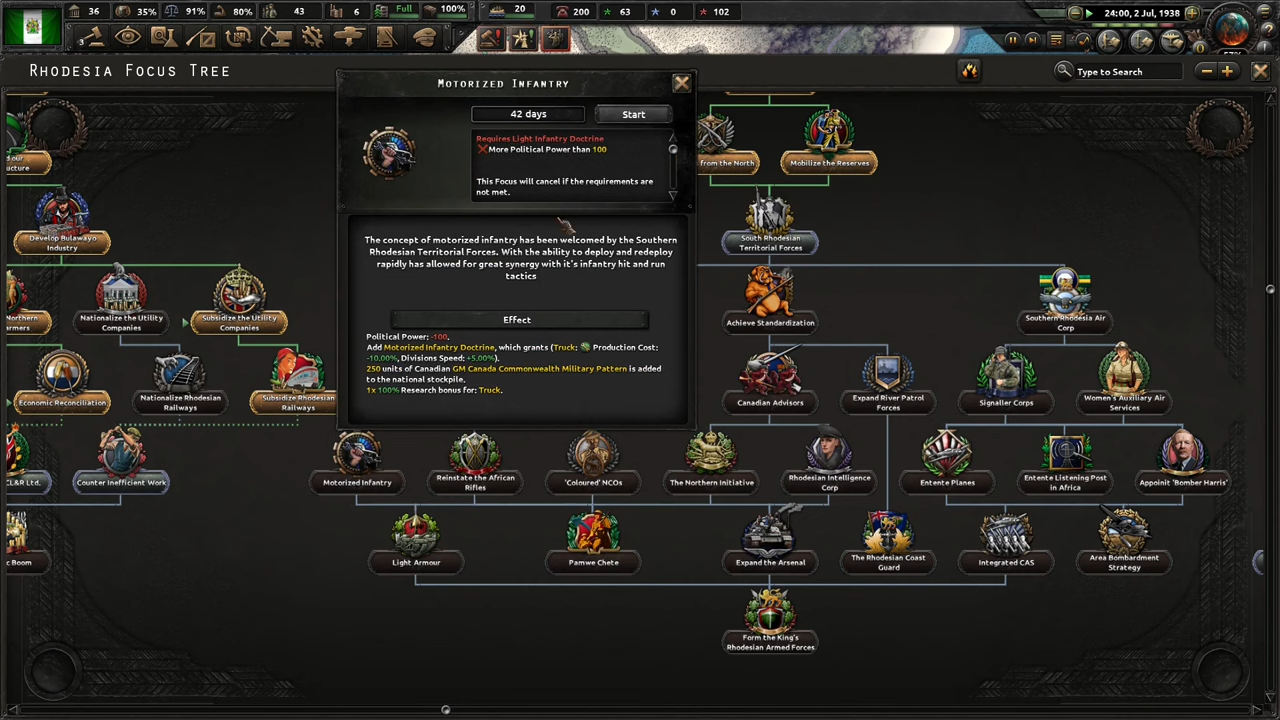 36
35%
91%
80%
43
6
Full
100%
20
200
63
0
102
24:00, 2 Jul, 1938
3
0
57%
RHODESIA FOCUS TREE
Type to Search
MOTORIZED INFANTRY
42 days
Start
Requires Light Infantry Doctrine
More Political Power than 100
This Focus will cancel if the requirements are
not met.
The concept of motorized infantry has been welcomed by the Southern
Rhodesian Territorial Forces. With the ability to deploy and redeploy
rapidly has allowed for great synergy with it's infantry hit and run
tactics
Effect
Political Power: -100.
Add Motorized Infantry Doctrine, which grants (Truck: Production Cost:
-10.00%, Divisions Speed: +5.00%).
250 units of Canadian GM Canada Commonwealth Military Pattern is added
to the national stockpile.
1x 100% Research bonus for: Truck.
d our
ucture
from the North
Mobilize the Reserves
Develop Bulawayo
Industry
South Rhodesian
Territorial Forces
Northern
armers
Nationalize the Utility
Companies
Subsidize the Utility
Companies
Achieve Standardization
Southern Rhodesia Air
Corp
Economic Reconciliation
Nationalize Rhodesian
Railways
Subsidize Rhodesian
Railways
Canadian Advisors
Expand River Patrol
Forces
Signaller Corps
Women's Auxiliary Air
Services
CL&R Ltd.
Counter Inefficient Work
Motorized Infantry
Reinstate the African
Rifles
'Coloured' NCOs
The Northern Initiative
Rhodesian Intelligence
Corp
Entente Planes
Entente Listening Post
in Africa
Appoinit 'Bomber Harris'
c Boom
Light Armour
Pamwe Chete
Expand the Arsenal
The Rhodesian Coast
Guard
Integrated CAS
Area Bombardment
Strategy
Form the King's
Rhodesian Armed Forces